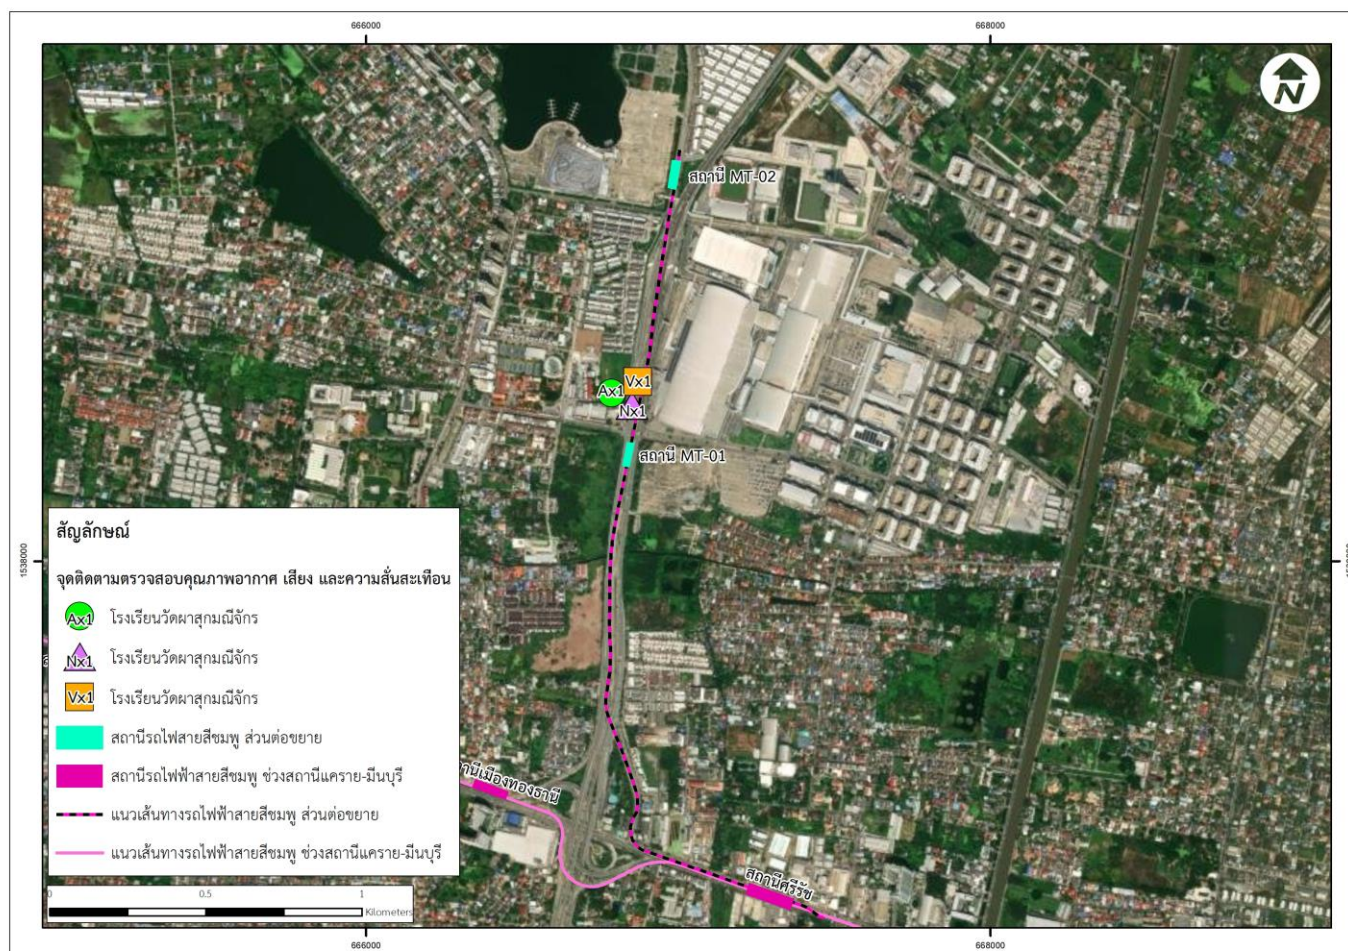 666000
668000
N
สถานี MT-02
Vx1
Ax1
Nx1
สถานี MT-01
1538000
สัญลักษณ์
จุดติดตามตรวจสอบคุณภาพอากาศ เสียง และความสั่นสะเทือน
Ax1 โรงเรียนวัดผาสุกมณีจักร
Nx1 โรงเรียนวัดผาสุกมณีจักร
Vx1 โรงเรียนวัดผาสุกมณีจักร
สถานีรถไฟสายสีชมพู ส่วนต่อขยาย
สถานีรถไฟฟ้าสายสีชมพู ช่วงสถานีแคราย-มีนบุรี
แนวเส้นทางรถไฟฟ้าสายสีชมพู ส่วนต่อขยาย
แนวเส้นทางรถไฟฟ้าสายสีชมพู ช่วงสถานีแคราย-มีนบุรี
านีเมืองทองธานี
สถานีศรีรัช
0 0.5 1
Kilometers
666000
668000